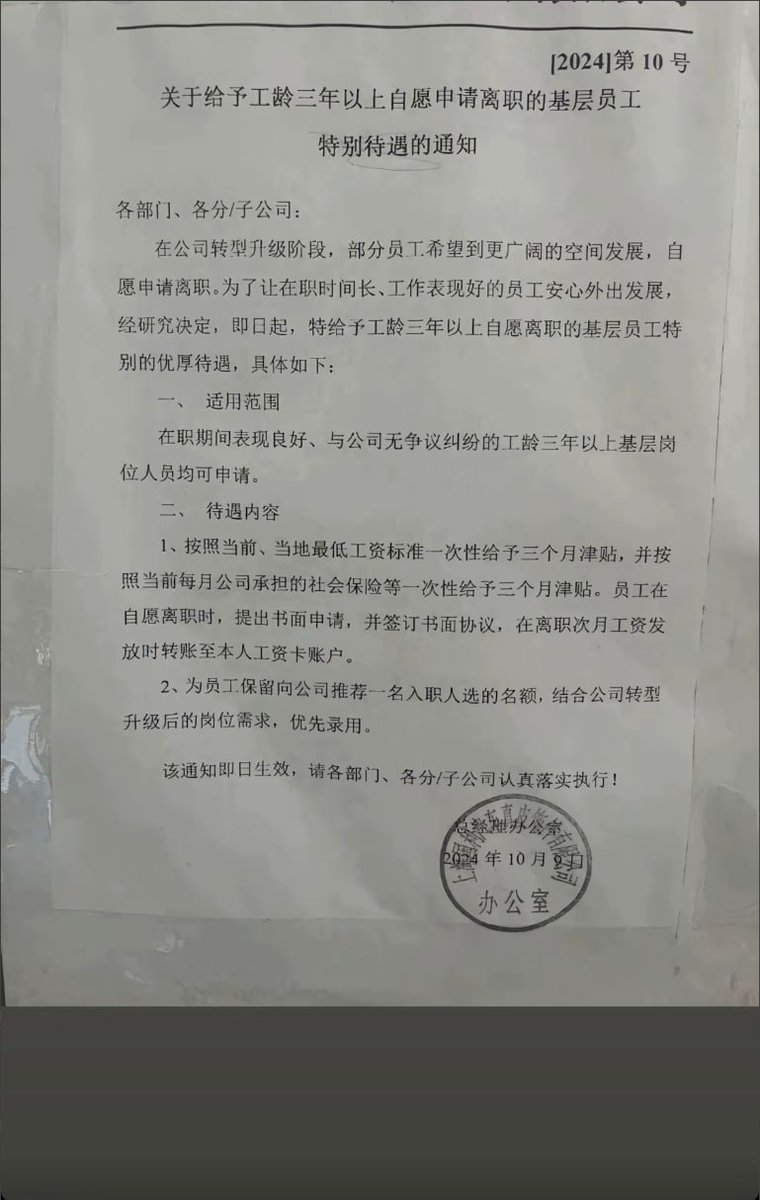 [2024]第 10 号
关于给予工龄三年以上自愿申请离职的基层员工
特别待遇的通知
各部门、各分/子公司：
在公司转型升级阶段，部分员工希望到更广阔的空间发展，自
愿申请离职。为了让在职时间长、工作表现好的员工安心外出发展，
经研究决定，即日起，特给予工龄三年以上自愿离职的基层员工特
别的优厚待遇，具体如下：
一、 适用范围
在职期间表现良好、与公司无争议纠纷的工龄三年以上基层岗
位人员均可申请。
二、 待遇内容
1、按照当前、当地最低工资标准一次性给予三个月津贴，并按
照当前每月公司承担的社会保险等一次性给予三个月津贴。员工在
自愿离职时，提出书面申请，并签订书面协议，在离职次月工资发
放时转账至本人工资卡账户。
2、为员工保留向公司推荐一名入职人选的名额，结合公司转型
升级后的岗位需求，优先录用。
该通知即日生效，请各部门、各分/子公司认真落实执行！
总经理办公室
2024 年 10 月 9 日
办公室